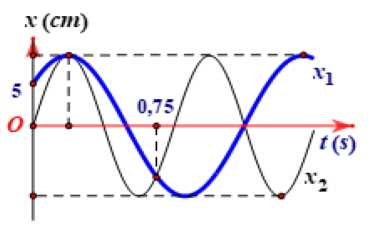 x (cm)
5
0,75
x₁
O
t (s)
x₂